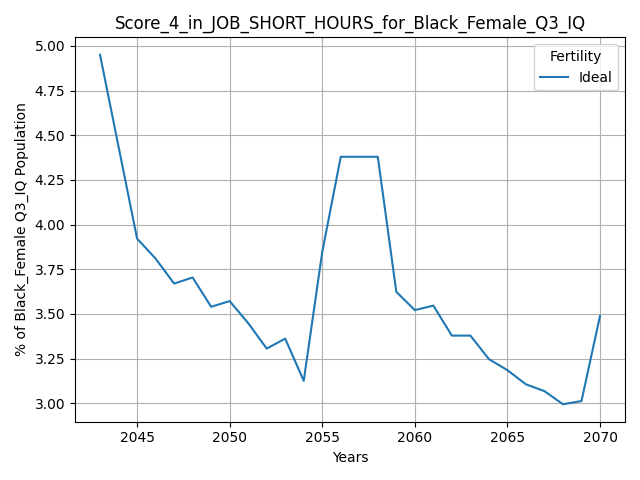 Score_4_in_JOB_SHORT_HOURS_for_Black_Female_Q3_IQ
Fertility
Ideal
5.00
4.75
4.50
4.25
4.00
3.75
3.50
3.25
3.00
% of Black_Female Q3_IQ Population
2045 2050 2055 2060 2065 2070
Years